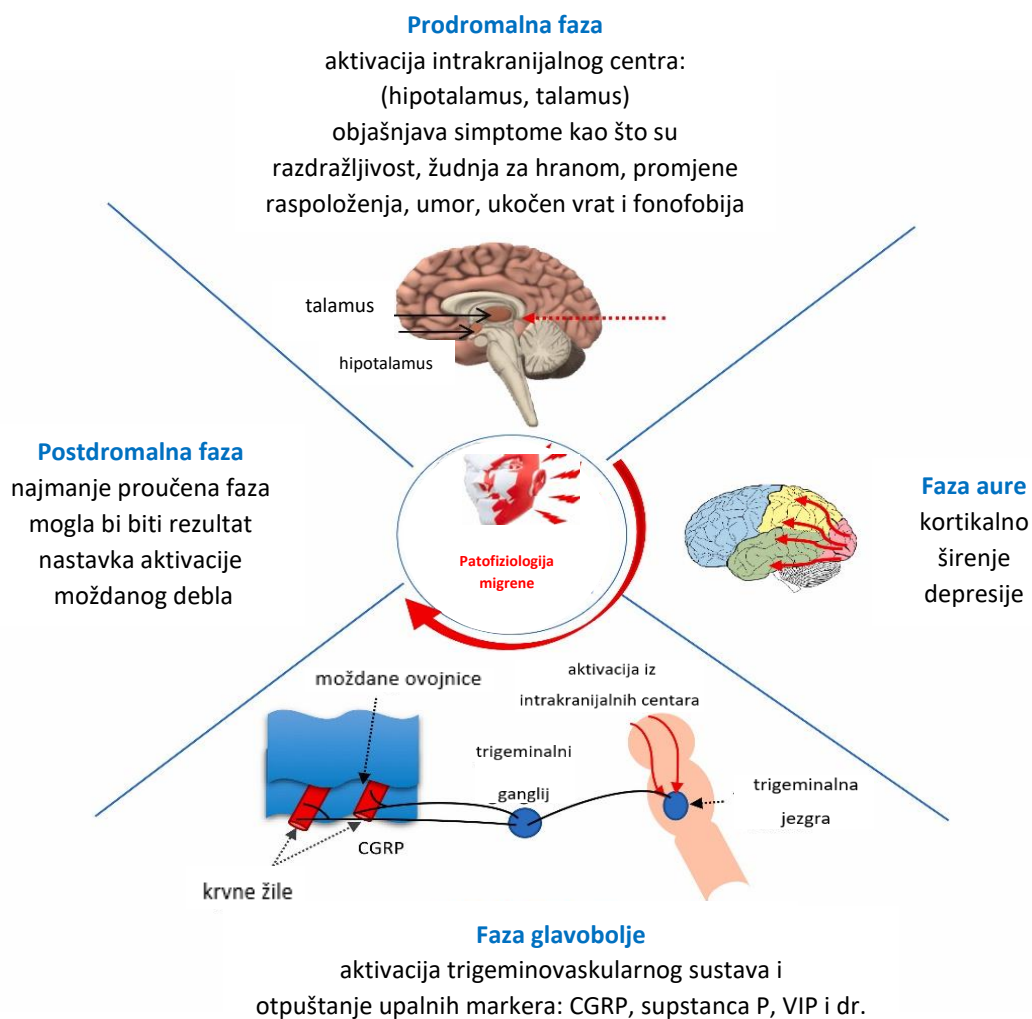 Prodromalna faza
aktivacija intrakranijalnog centra:
(hipotalamus, talamus)
objašnjava simptome kao što su
razdražljivost, žudnja za hranom, promjene
raspoloženja, umor, ukočen vrat i fonofobija
talamus
hipotalamus
Postdromalna faza
najmanje proučena faza
mogla bi biti rezultat
nastavka aktivacije
moždanog debla
Patofiziologija
migrene
Faza aure
kortikalno
širenje
depresije
moždane ovojnice
aktivacija iz
intrakranijalnih centara
trigeminalni
ganglij
trigeminalna
jezgra
CGRP
krvne žile
Faza glavobolje
aktivacija trigeminovaskularnog sustava i
otpuštanje upalnih markera: CGRP, supstanca P, VIP i dr.